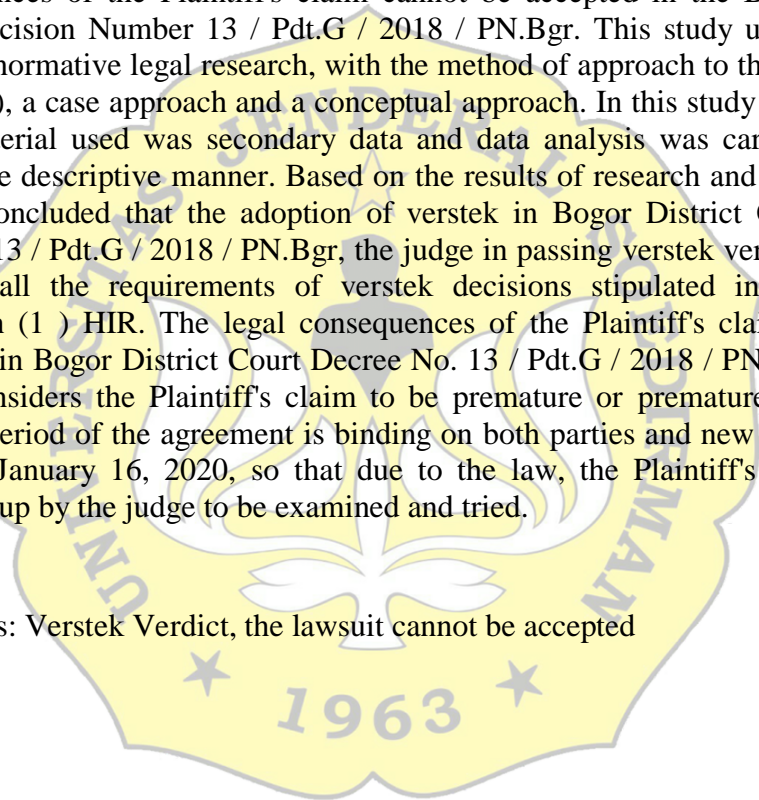 nces of the Plaintiff's claim cannot be accepted in the
cision Number 13 / Pdt.G / 2018 / PN.Bgr. This study u
normative legal research, with the method of approach to th
), a case approach and a conceptual approach. In this study
erial used was secondary data and data analysis was car
e descriptive manner. Based on the results of research and
oncluded that the adoption of verstek in Bogor District
13 / Pdt.G / 2018 / PN.Bgr, the judge in passing verstek ver
all the requirements of verstek decisions stipulated in
n (1 ) HIR. The legal consequences of the Plaintiff's clai
in Bogor District Court Decree No. 13 / Pdt.G / 2018 / PN
nsiders the Plaintiff's claim to be premature or premature
eriod of the agreement is binding on both parties and new
January 16, 2020, so that due to the law, the Plaintiff's
up by the judge to be examined and tried.
s: Verstek Verdict, the lawsuit cannot be accepted
UNIVERSITAS JENDERAL SOEDIRMAN
1963